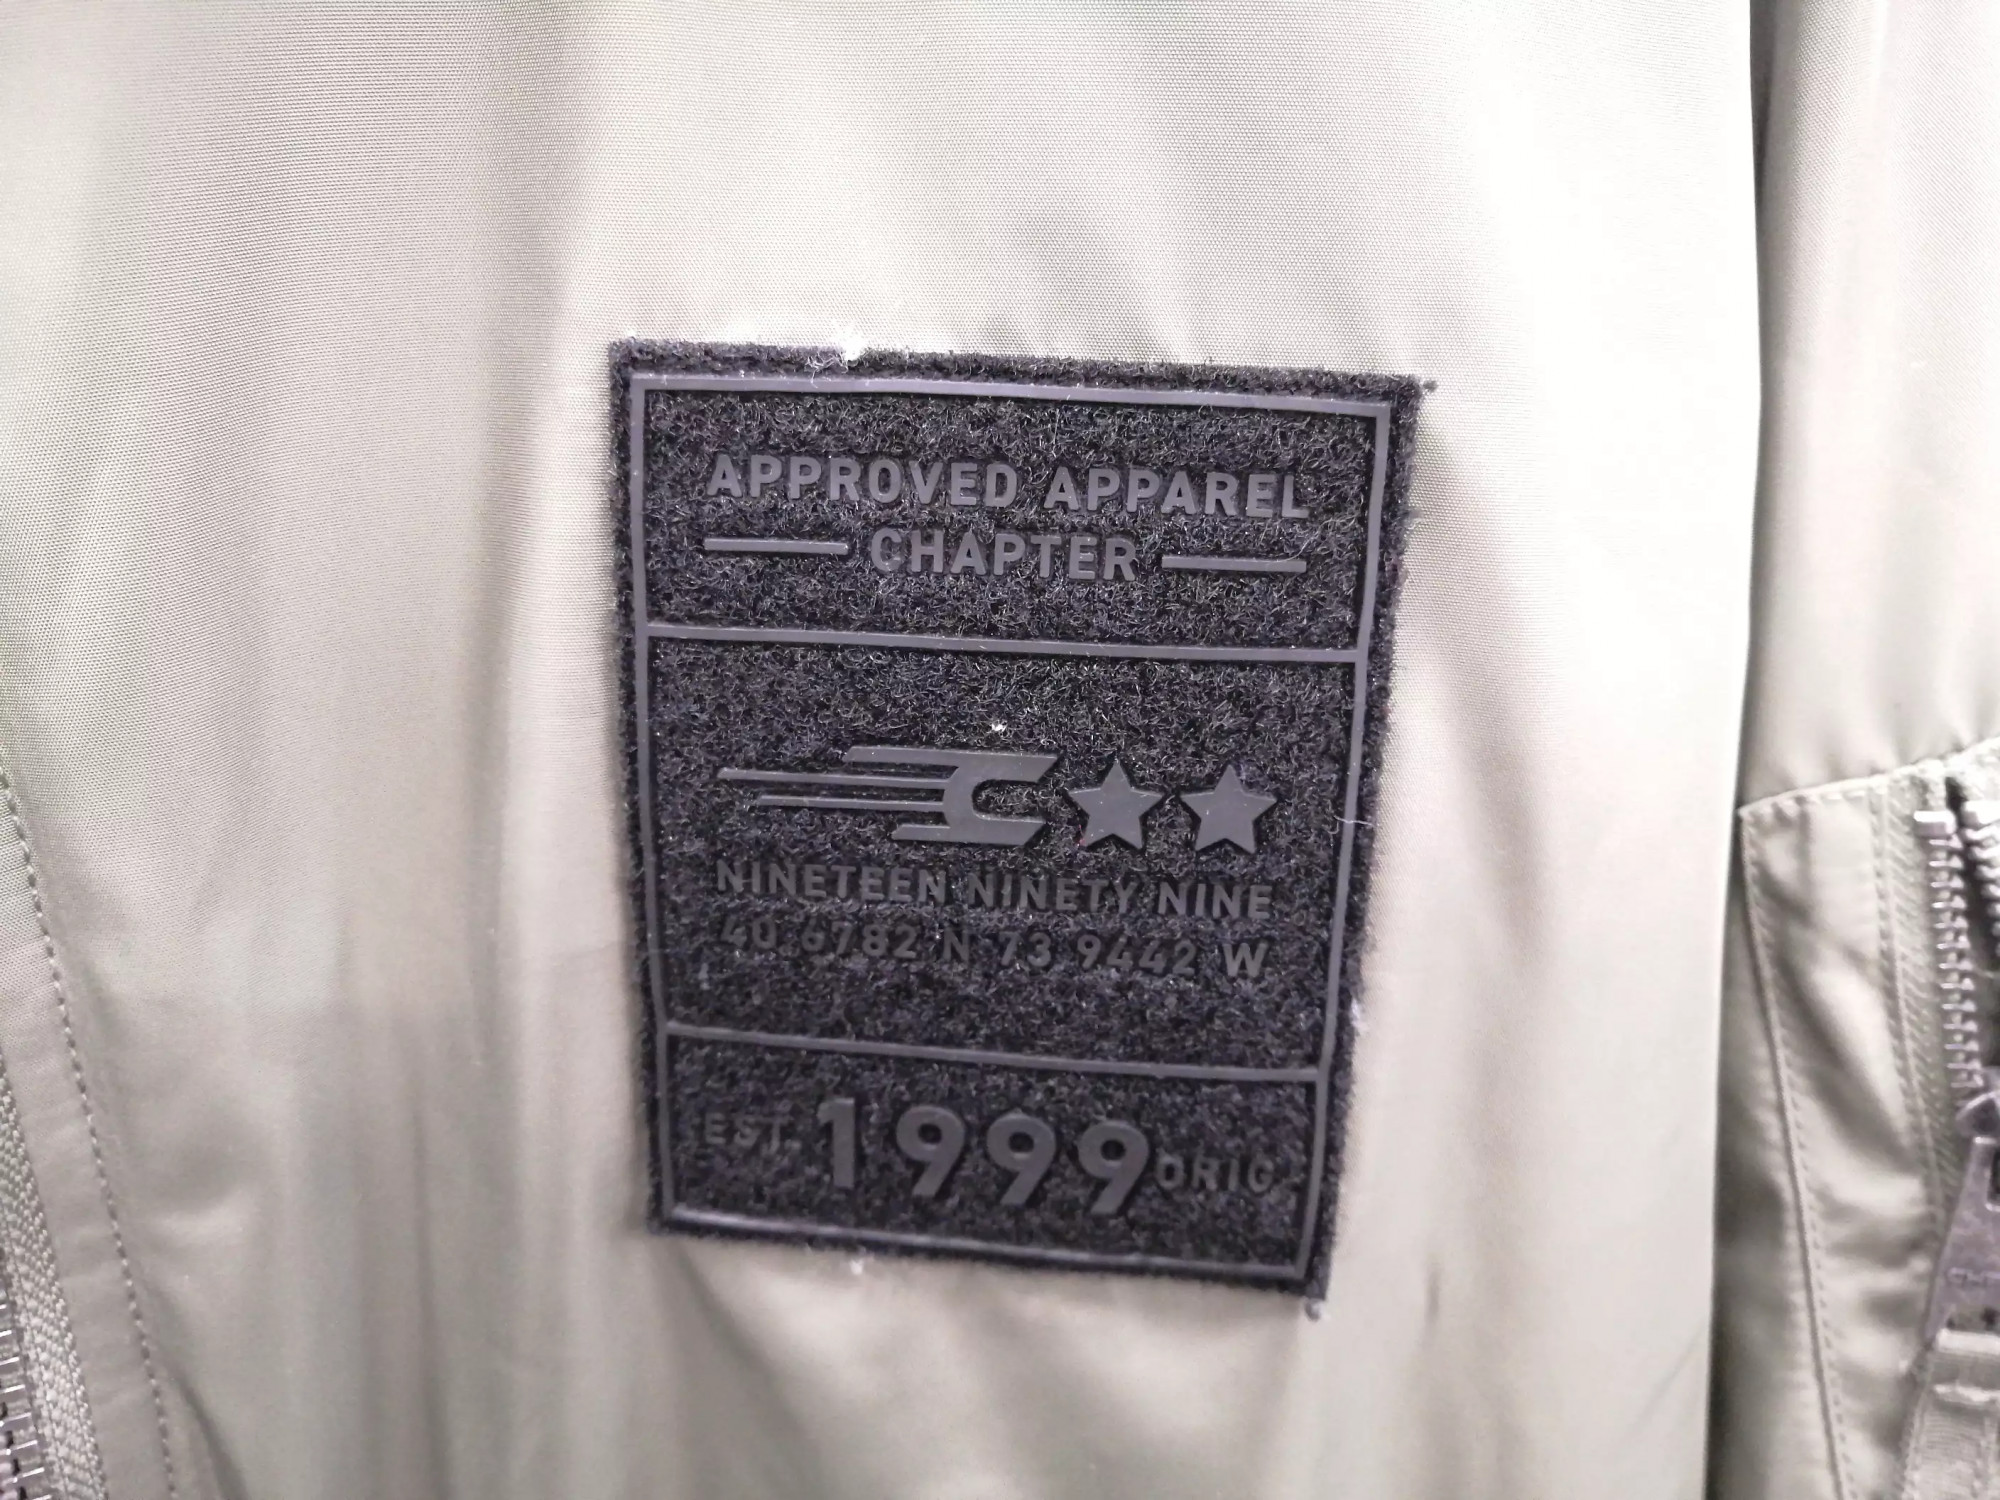 APPROVED APPAREL
CHAPTER
NINETEEN NINETY NINE
40.6782 N 73 9442 W
EST. 1999 ORIG